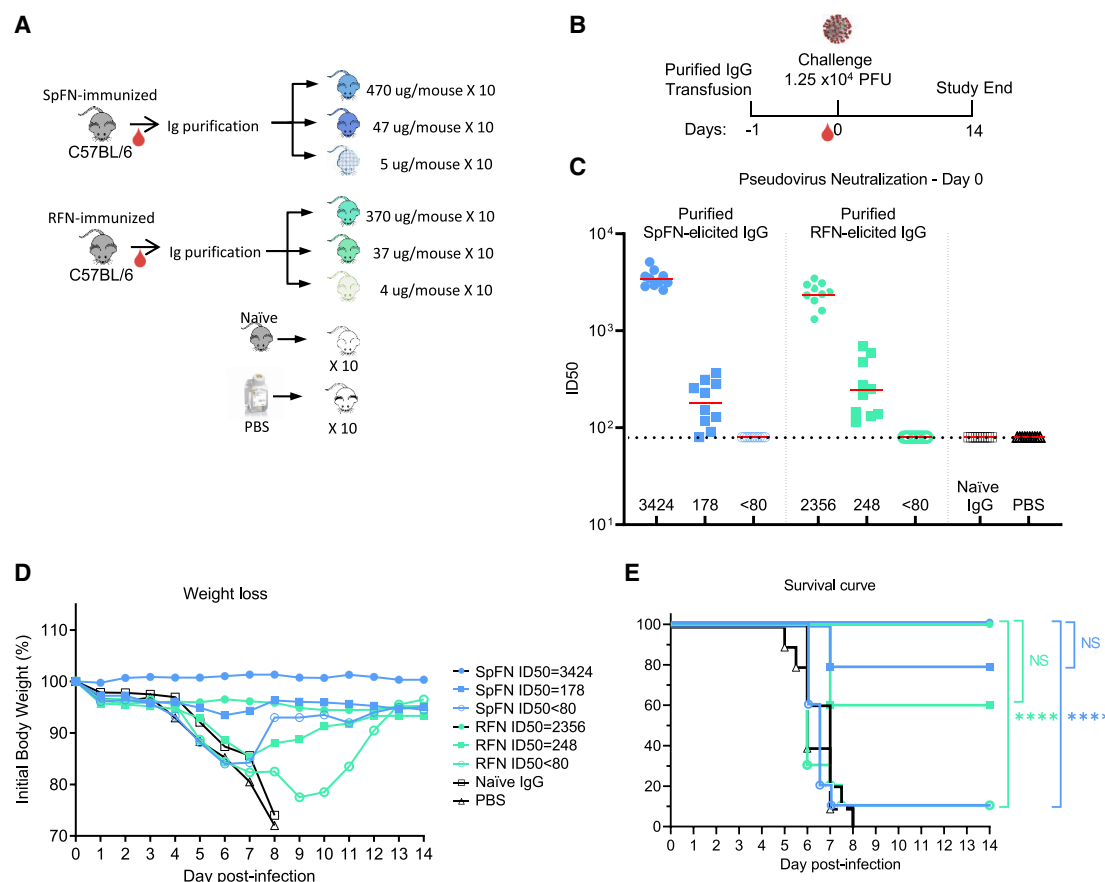 A
SpFN-immunized
C57BL/6
Ig purification
470 ug/mouse X 10
47 ug/mouse X 10
5 ug/mouse X 10
RFN-immunized
C57BL/6
Ig purification
370 ug/mouse X 10
37 ug/mouse X 10
4 ug/mouse X 10
Naïve
X 10
PBS
X 10
B
Purified IgG
Transfusion
Challenge
1.25 x10⁴ PFU
Study End
Days:
-1
0
14
C
Pseudovirus Neutralization - Day 0
Purified
SpFN-elicited IgG
Purified
RFN-elicited IgG
ID50
10⁴
10³
10²
10¹
3424
178
<80
2356
248
<80
Naïve
IgG
PBS
D
Weight loss
Initial Body Weight (%)
110
100
90
80
70
0 1 2 3 4 5 6 7 8 9 10 11 12 13 14
Day post-infection
SpFN ID50=3424
SpFN ID50=178
SpFN ID50<80
RFN ID50=2356
RFN ID50=248
RFN ID50<80
Naïve IgG
PBS
E
Survival curve
100
80
60
40
20
0
0 1 2 3 4 5 6 7 8 9 10 11 12 13 14
Day post-infection
NS
****
NS
****